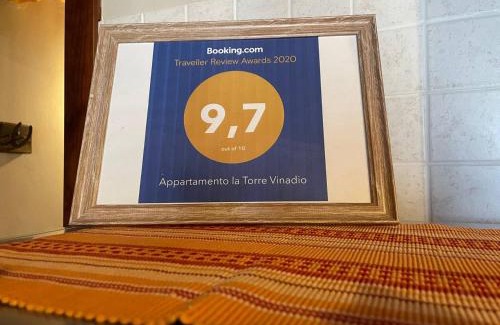 Booking.com
Traveller Review Awards 2020
9,7
out of 10
Appartamento la Torre Vinadio